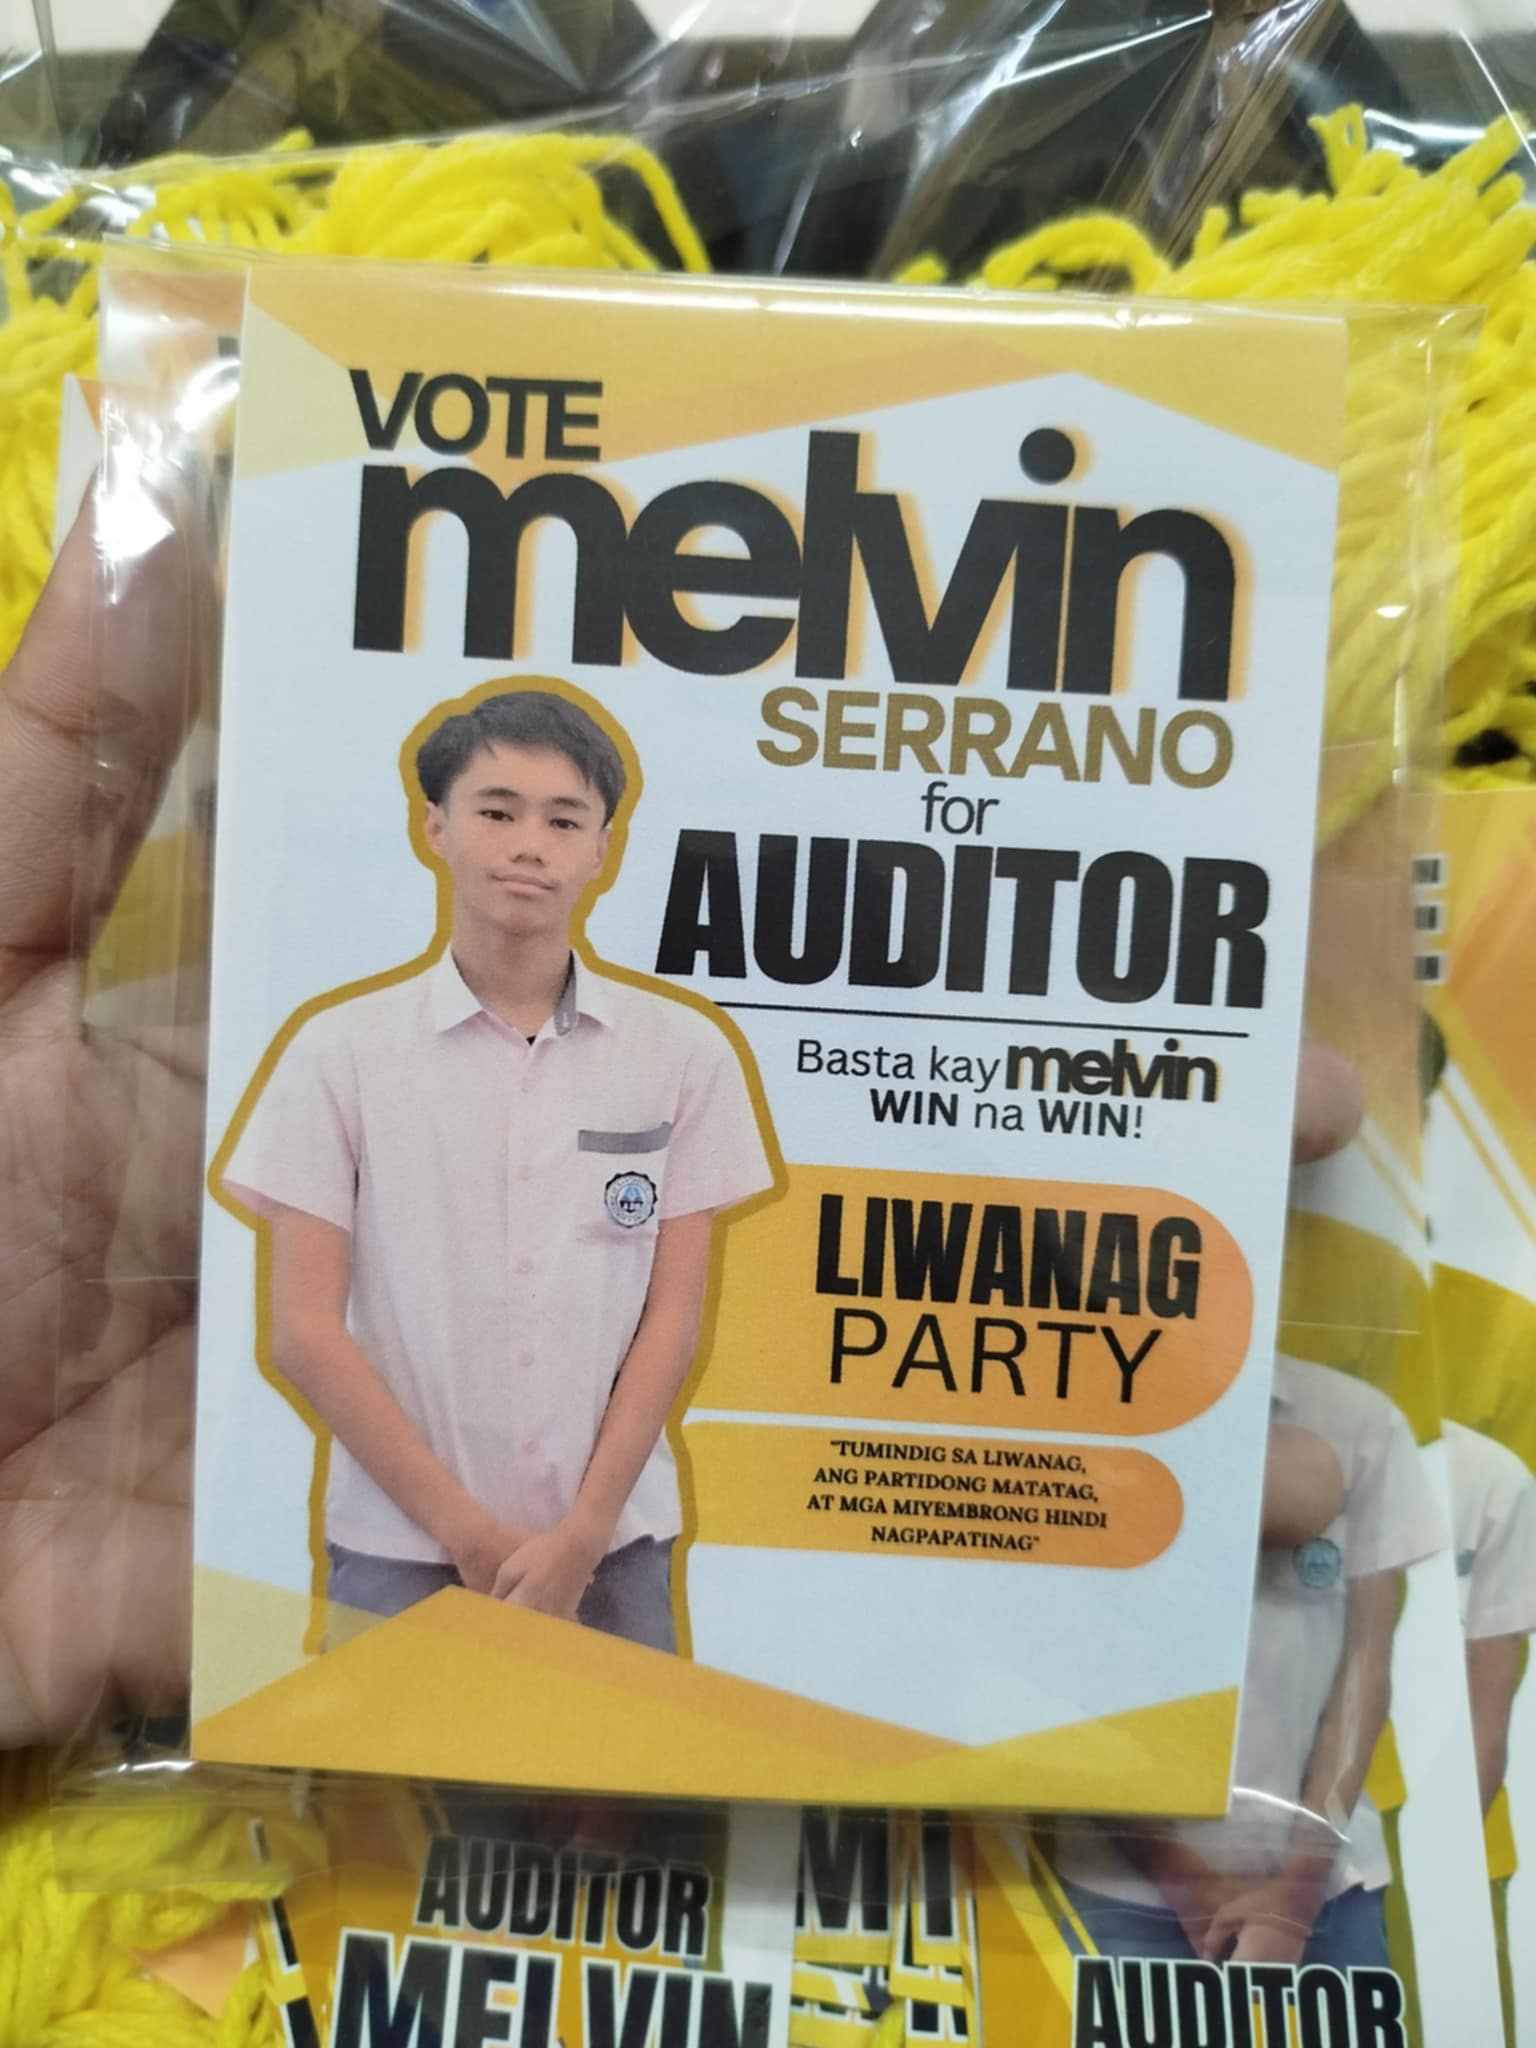 VOTE
melvin
SERRANO
for
AUDITOR
Basta kay melvin
WIN na WIN!
LIWANAG
PARTY
"TUMINDIG SA LIWANAG,
ANG PARTIDONG MATATAG,
AT MGA MIYEMBRONG HINDI
NAGPAPATINAG"
AUDITOR
MELVIN
AUDITOR